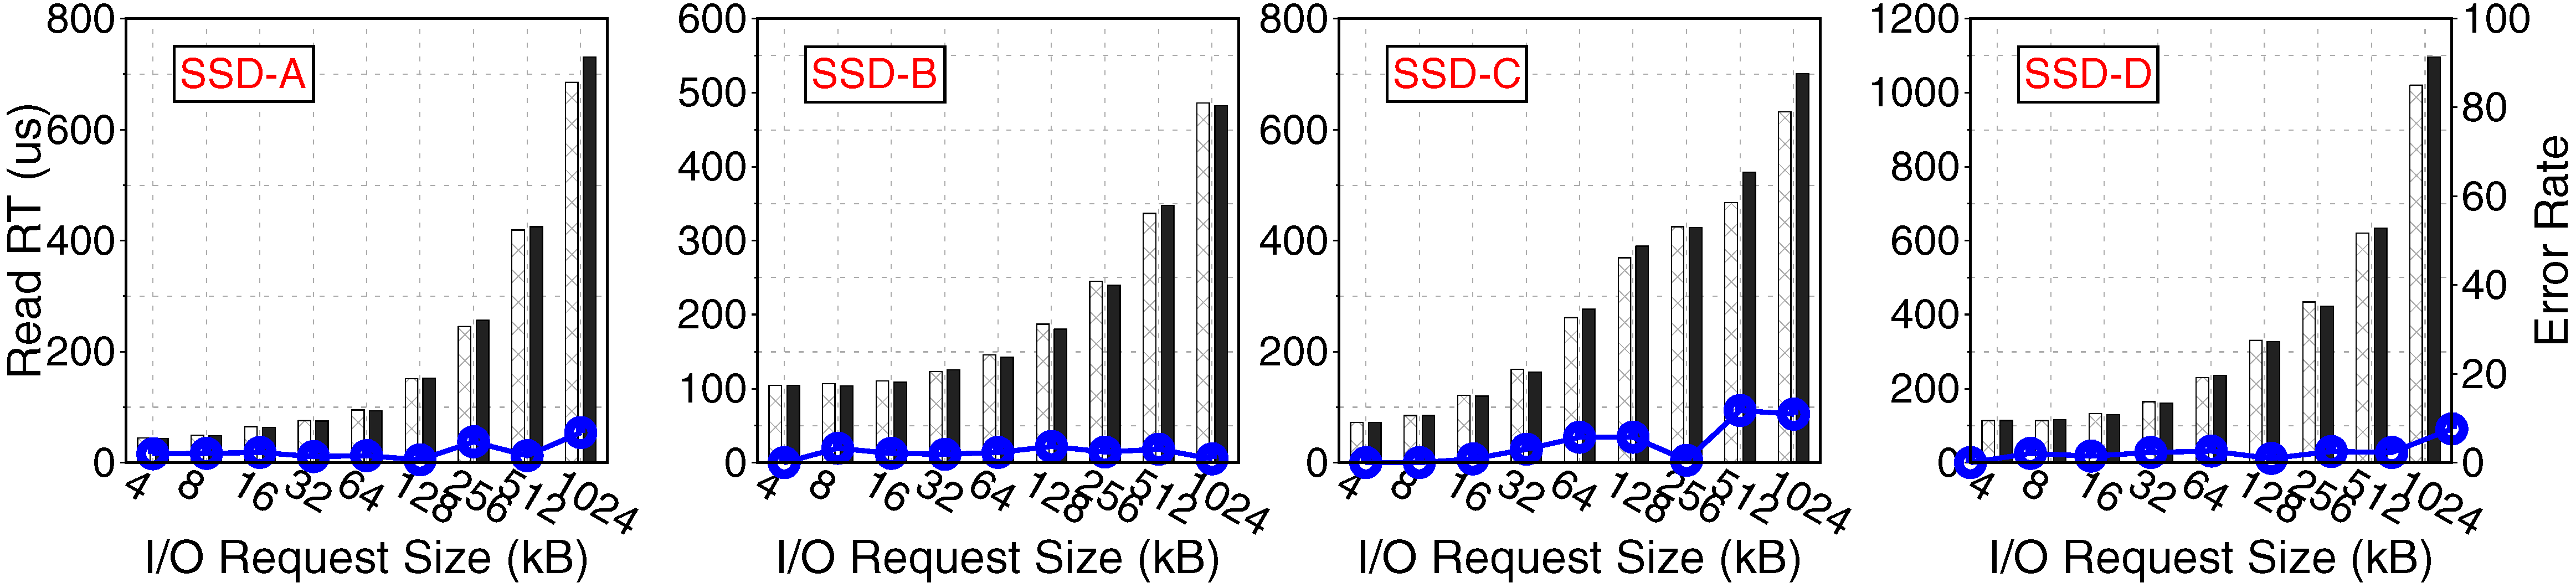 Read RT (us)
800
600
400
200
0
SSD-A
4 8 16 32 64 128 256 512 1024
I/O Request Size (kB)
600
500
400
300
200
100
0
SSD-B
4 8 16 32 64 128 256 512 1024
I/O Request Size (kB)
800
600
400
200
0
SSD-C
4 8 16 32 64 128 256 512 1024
I/O Request Size (kB)
1200
1000
800
600
400
200
0
SSD-D
4 8 16 32 64 128 256 512 1024
I/O Request Size (kB)
100
80
60
40
20
0
Error Rate